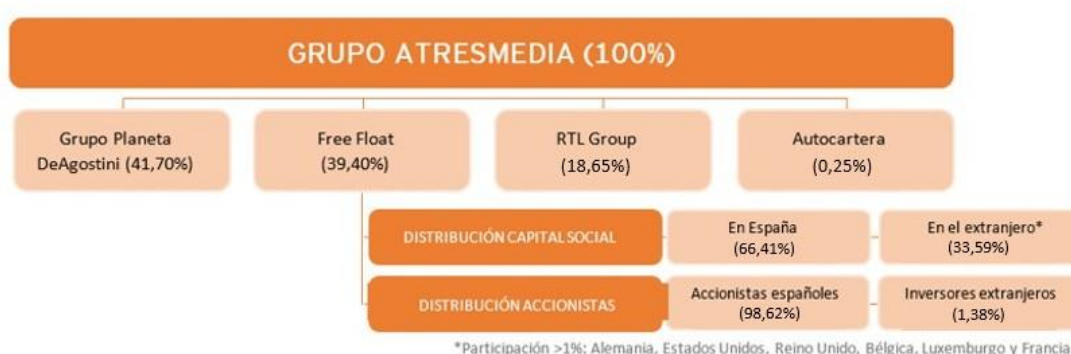 GRUPO ATRESMEDIA (100%)
Grupo Planeta
DeAgostini (41,70%)
Free Float
(39,40%)
RTL Group
(18,65%)
Autocartera
(0,25%)
DISTRIBUCIÓN CAPITAL SOCIAL
En España
(66,41%)
En el extranjero*
(33,59%)
DISTRIBUCIÓN ACCIONISTAS
Accionistas españoles
(98,62%)
Inversores extranjeros
(1,38%)
*Participación >1%: Alemania, Estados Unidos, Reino Unido, Bélgica, Luxemburgo y Francia